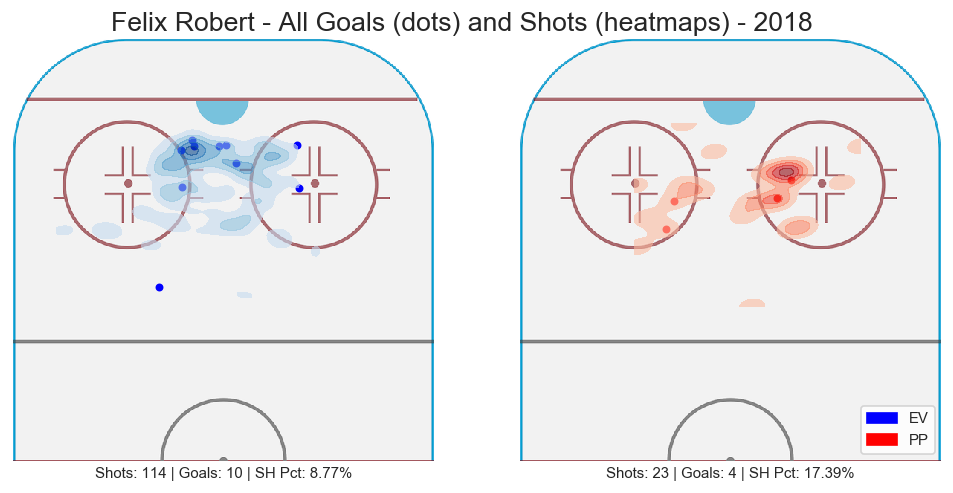 Felix Robert - All Goals (dots) and Shots (heatmaps) - 2018
EV
PP
Shots: 114 | Goals: 10 | SH Pct: 8.77%
Shots: 23 | Goals: 4 | SH Pct: 17.39%